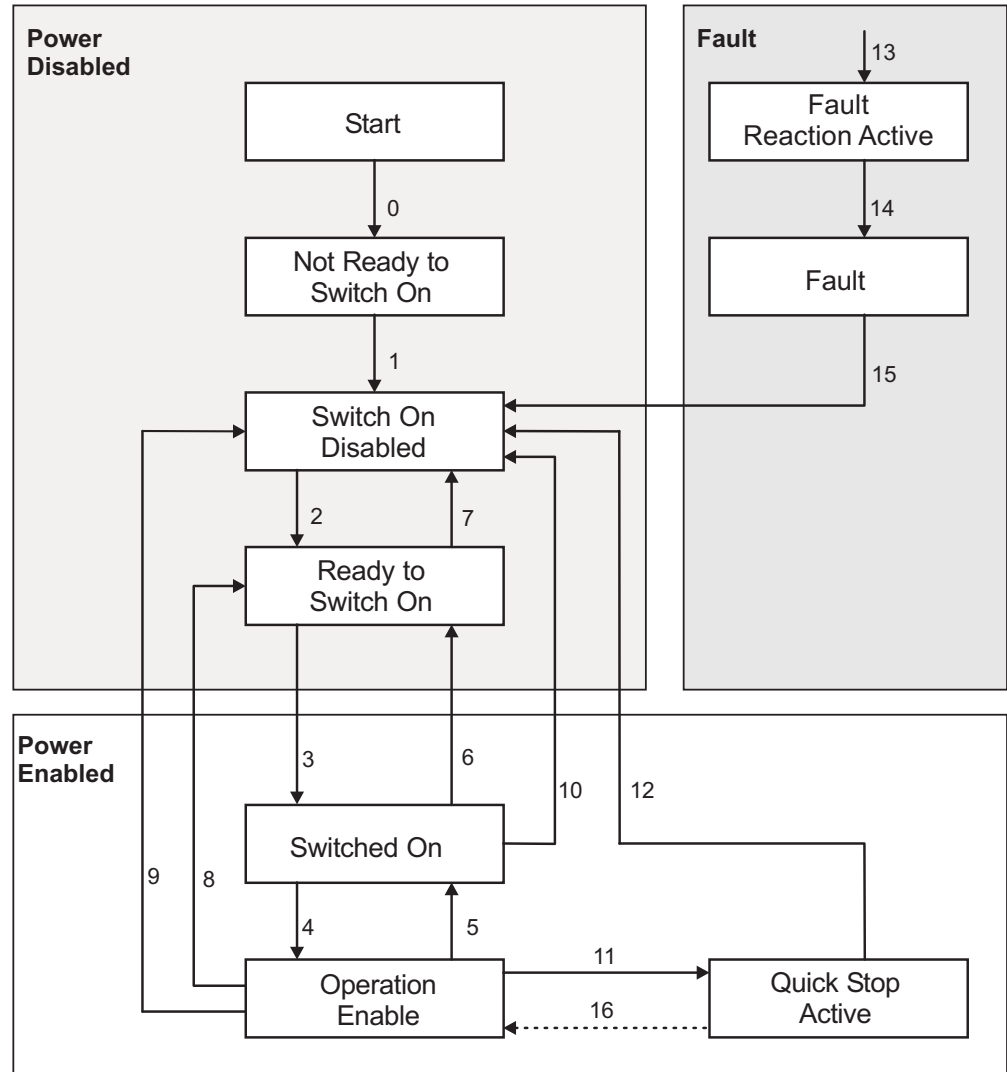 Power
Disabled
Start
0
Not Ready to
Switch On
1
Switch On
Disabled
2
7
Ready to
Switch On
Fault
13
Fault
Reaction Active
14
Fault
15
Power
Enabled
3
6
10
12
Switched On
9
8
4
5
11
Operation
Enable
16
Quick Stop
Active